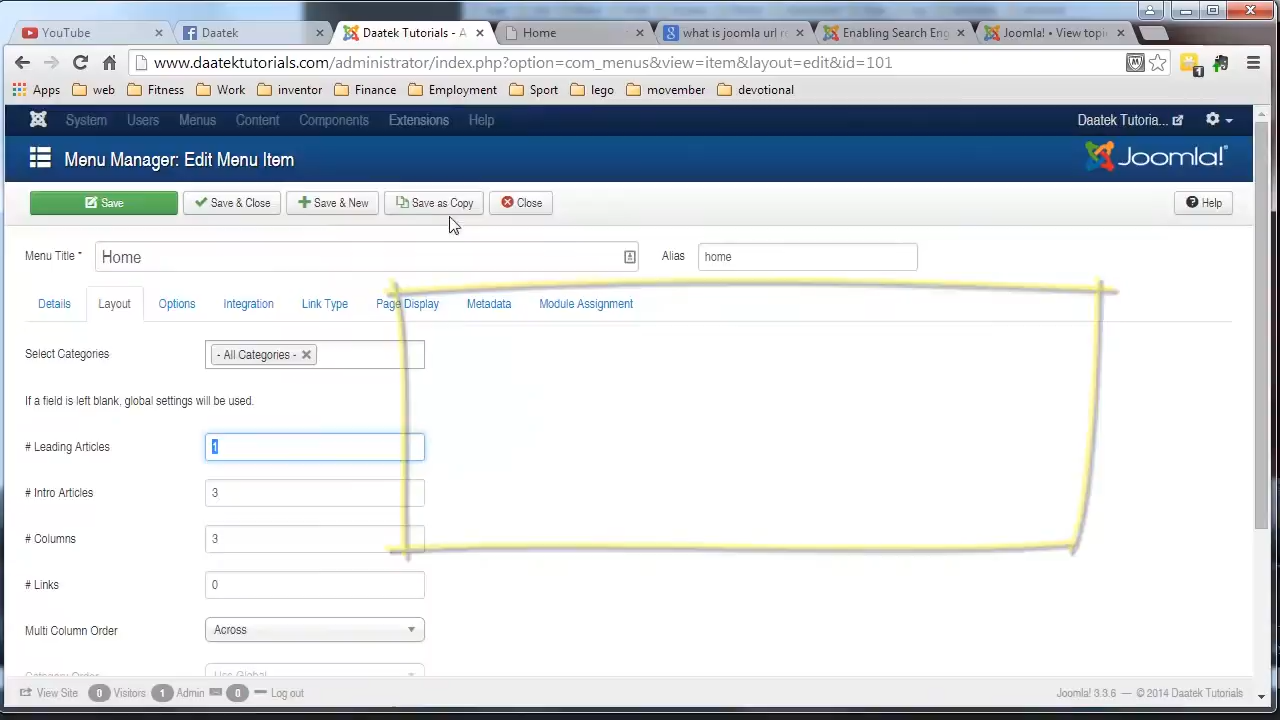 YouTube
Daatek
Daatek Tutorials - A
Home
what is joomla url re
Enabling Search Eng
Joomla! • View topi
www.daatektutorials.com/administrator/index.php?option=com_menus&view=item&layout=edit&id=101
1
Apps web Fitness Work inventor Finance Employment Sport lego movember devotional
System Users Menus Content Components Extensions Help
Daatek Tutoria...
Menu Manager: Edit Menu Item
Joomla!
Save
Save & Close
Save & New
Save as Copy
Close
Help
Menu Title *
Home
Alias
home
Details Layout Options Integration Link Type Page Display Metadata Module Assignment
Select Categories
- All Categories -
If a field is left blank, global settings will be used.
# Leading Articles
1
# Intro Articles
3
# Columns
3
# Links
0
Multi Column Order
Across
Category Order
Use Global
View Site 0 Visitors 1 Admin 0 Log out
Joomla! 3.3.6 — © 2014 Daatek Tutorials